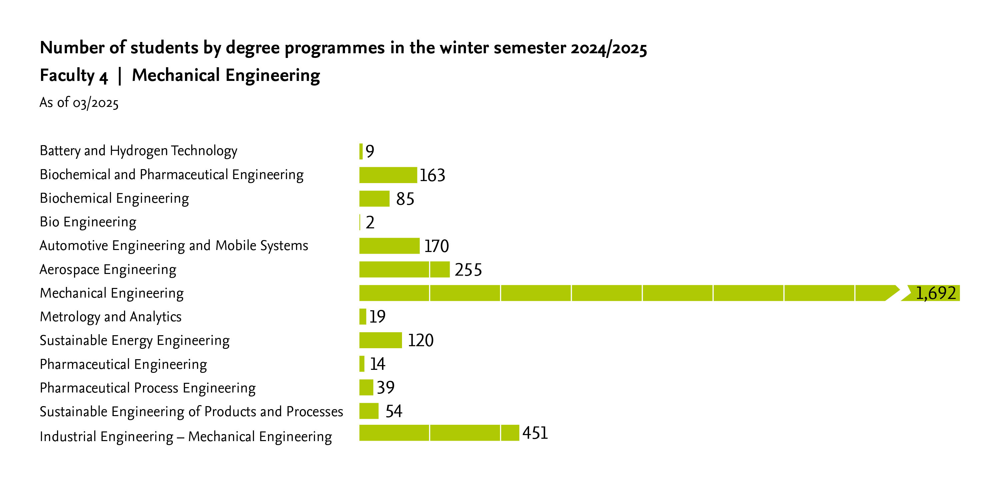 Number of students by degree programmes in the winter semester 2024/2025
Faculty 4 | Mechanical Engineering
As of 03/2025
Battery and Hydrogen Technology 9
Biochemical and Pharmaceutical Engineering 163
Biochemical Engineering 85
Bio Engineering 2
Automotive Engineering and Mobile Systems 170
Aerospace Engineering 255
Mechanical Engineering 1,692
Metrology and Analytics 19
Sustainable Energy Engineering 120
Pharmaceutical Engineering 14
Pharmaceutical Process Engineering 39
Sustainable Engineering of Products and Processes 54
Industrial Engineering – Mechanical Engineering 451